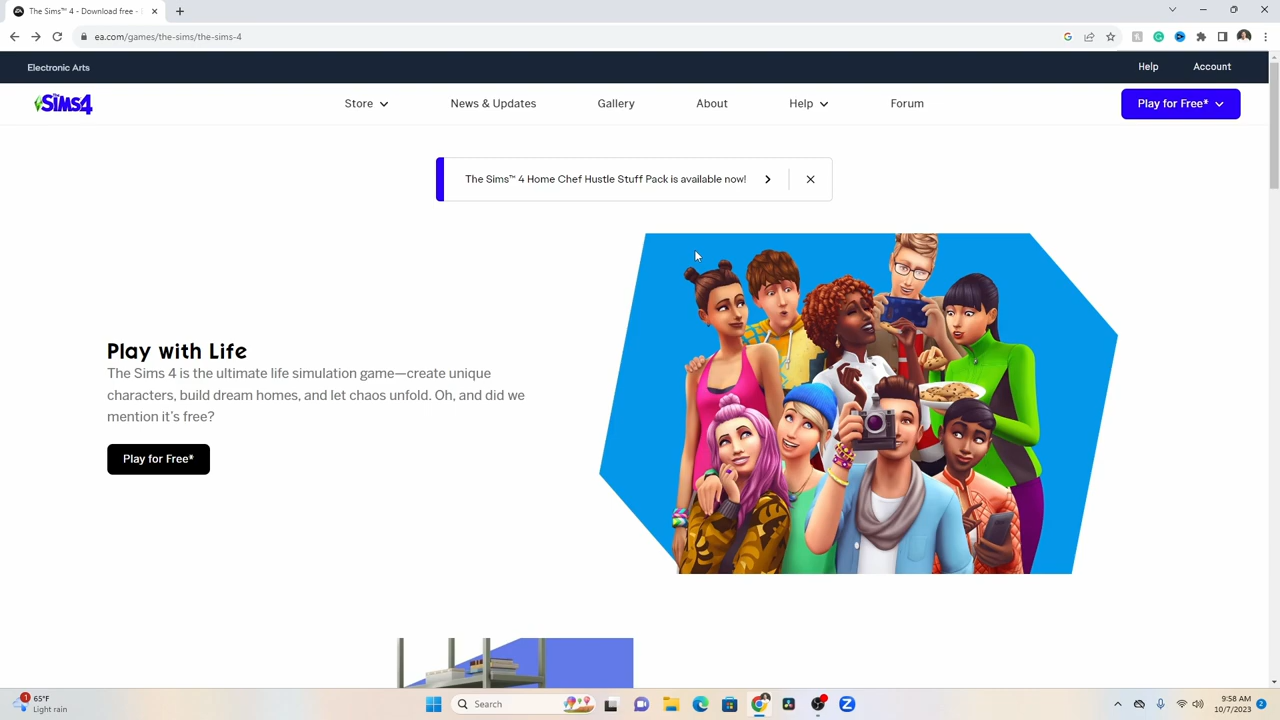 The Sims™ 4 - Download free -
ea.com/games/the-sims/the-sims-4
Electronic Arts
Help
Account
The SiMS4
Store
News & Updates
Gallery
About
Help
Forum
Play for Free*
The Sims™ 4 Home Chef Hustle Stuff Pack is available now!
Play with Life
The Sims 4 is the ultimate life simulation game—create unique
characters, build dream homes, and let chaos unfold. Oh, and did we
mention it's free?
Play for Free*
1
65°F
Light rain
Search
9:58 AM
10/7/2023
2